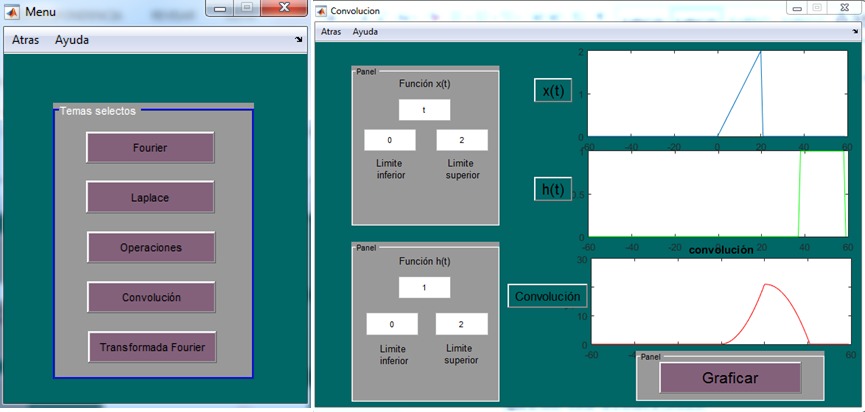 Menu
Atras Ayuda
Temas selectos
Fourier
Laplace
Operaciones
Convolución
Transformada Fourier
Convolucion
Atras Ayuda
Panel
Función x(t)
t
0 2
Limite Limite
inferior superior
Panel
Función h(t)
1
0 2
Limite Limite
inferior superior
x(t)
2
1
0
-60 -40 -20 0 20 40 60
h(t)
1
0.5
0
-60 -40 -20 0 20 40 60
convolución
Convolución
30
20
10
0
-60 -40 -20 0 20 40 60
Panel
Graficar